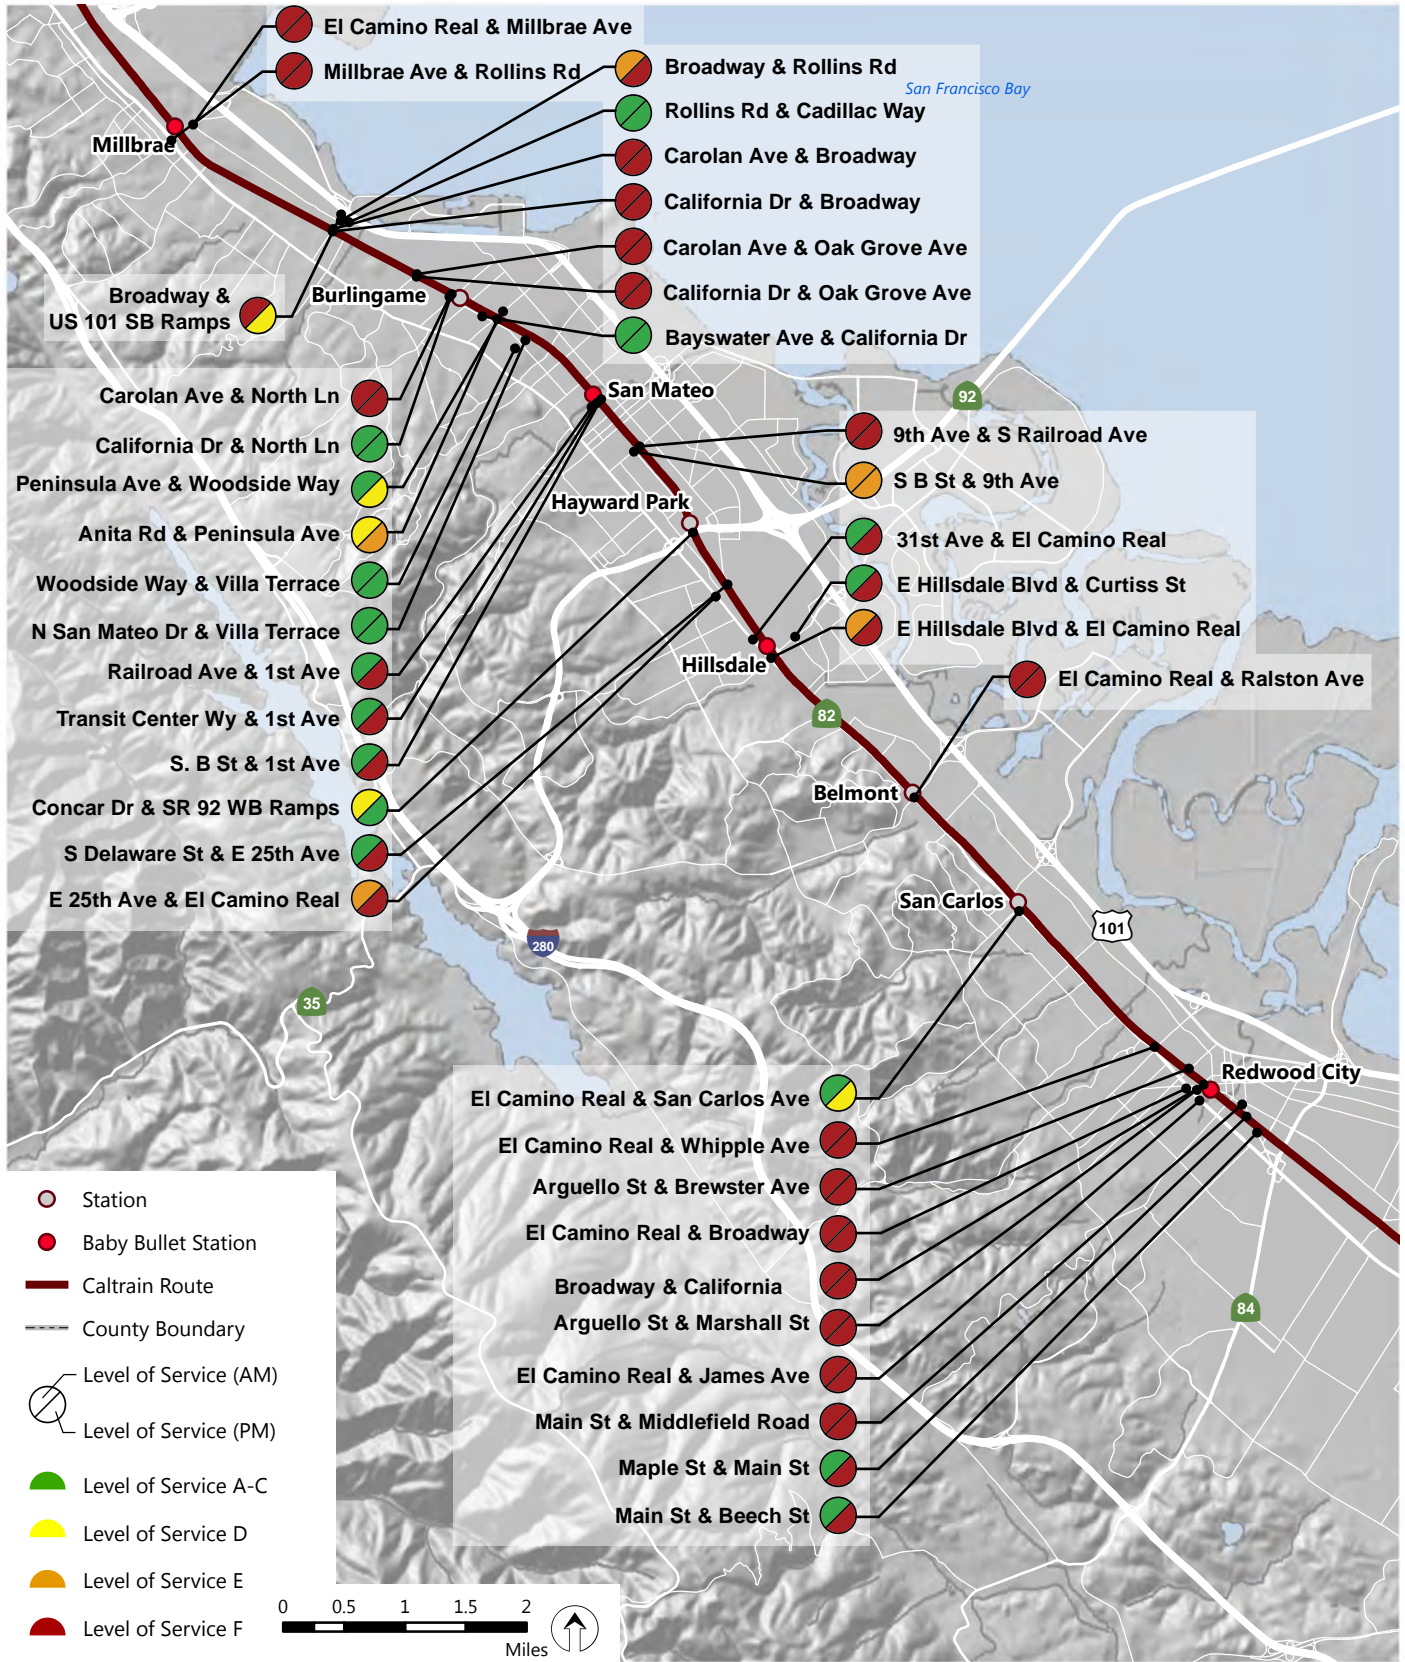 El Camino Real & Millbrae Ave
Millbrae Ave & Rollins Rd
Broadway & Rollins Rd
San Francisco Bay
Rollins Rd & Cadillac Way
Carolan Ave & Broadway
California Dr & Broadway
Carolan Ave & Oak Grove Ave
California Dr & Oak Grove Ave
Bayswater Ave & California Dr
Millbrae
Broadway &
US 101 SB Ramps
Burlingame
San Mateo
92
Carolan Ave & North Ln
California Dr & North Ln
Peninsula Ave & Woodside Way
Anita Rd & Peninsula Ave
Woodside Way & Villa Terrace
N San Mateo Dr & Villa Terrace
Railroad Ave & 1st Ave
Transit Center Wy & 1st Ave
S. B St & 1st Ave
Concar Dr & SR 92 WB Ramps
S Delaware St & E 25th Ave
E 25th Ave & El Camino Real
9th Ave & S Railroad Ave
S B St & 9th Ave
31st Ave & El Camino Real
E Hillsdale Blvd & Curtiss St
E Hillsdale Blvd & El Camino Real
El Camino Real & Ralston Ave
Hayward Park
Hillsdale
82
Belmont
San Carlos
101
280
35
Redwood City
El Camino Real & San Carlos Ave
El Camino Real & Whipple Ave
Arguello St & Brewster Ave
El Camino Real & Broadway
Broadway & California
Arguello St & Marshall St
El Camino Real & James Ave
Main St & Middlefield Road
Maple St & Main St
Main St & Beech St
84
Station
Baby Bullet Station
Caltrain Route
County Boundary
Level of Service (AM)
Level of Service (PM)
Level of Service A-C
Level of Service D
Level of Service E
Level of Service F
0 0.5 1 1.5 2
Miles